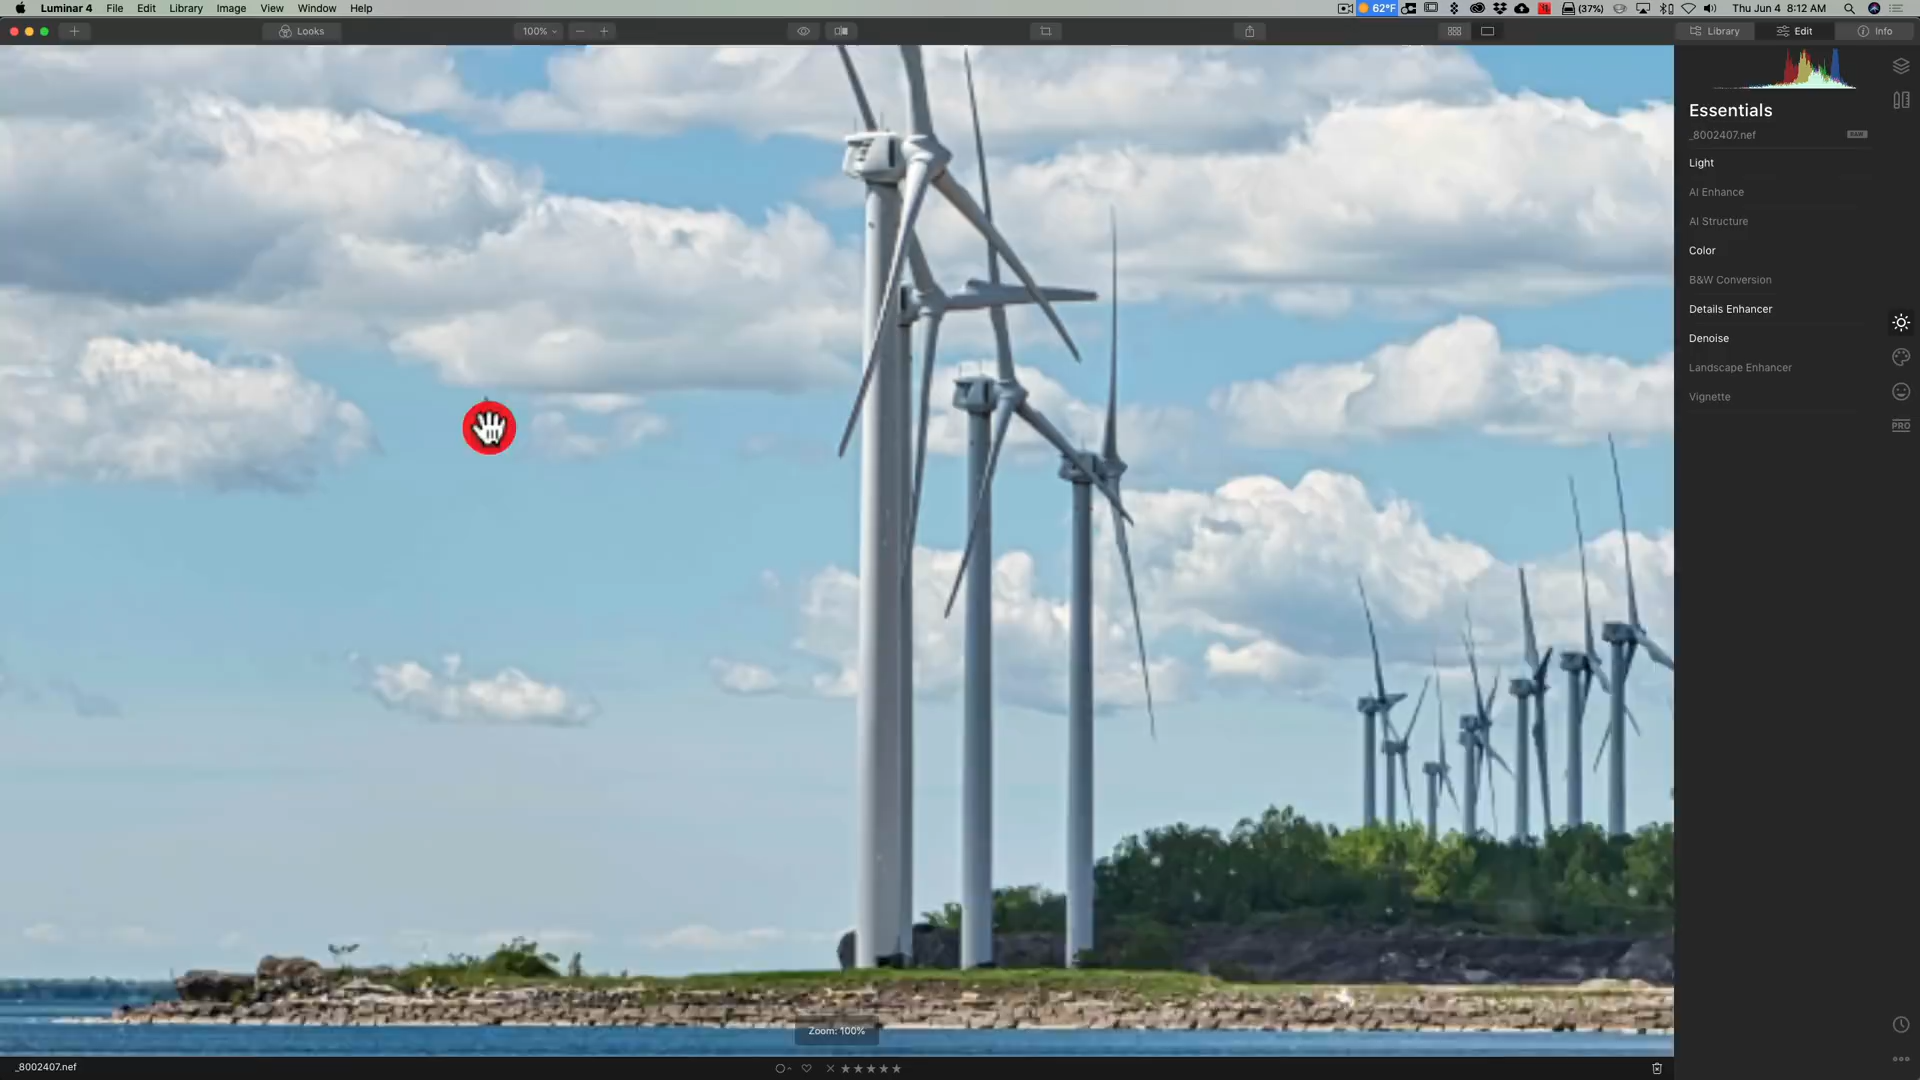 Luminar 4 File Edit Library Image View Window Help 62°F (37%) Thu Jun 4 8:12 AM
Looks 100% Library Edit Info
Essentials
_8002407.nef RAW
Light
AI Enhance
AI Structure
Color
B&W Conversion
Details Enhancer
Denoise
Landscape Enhancer
Vignette
PRO
Zoom: 100%
_8002407.nef